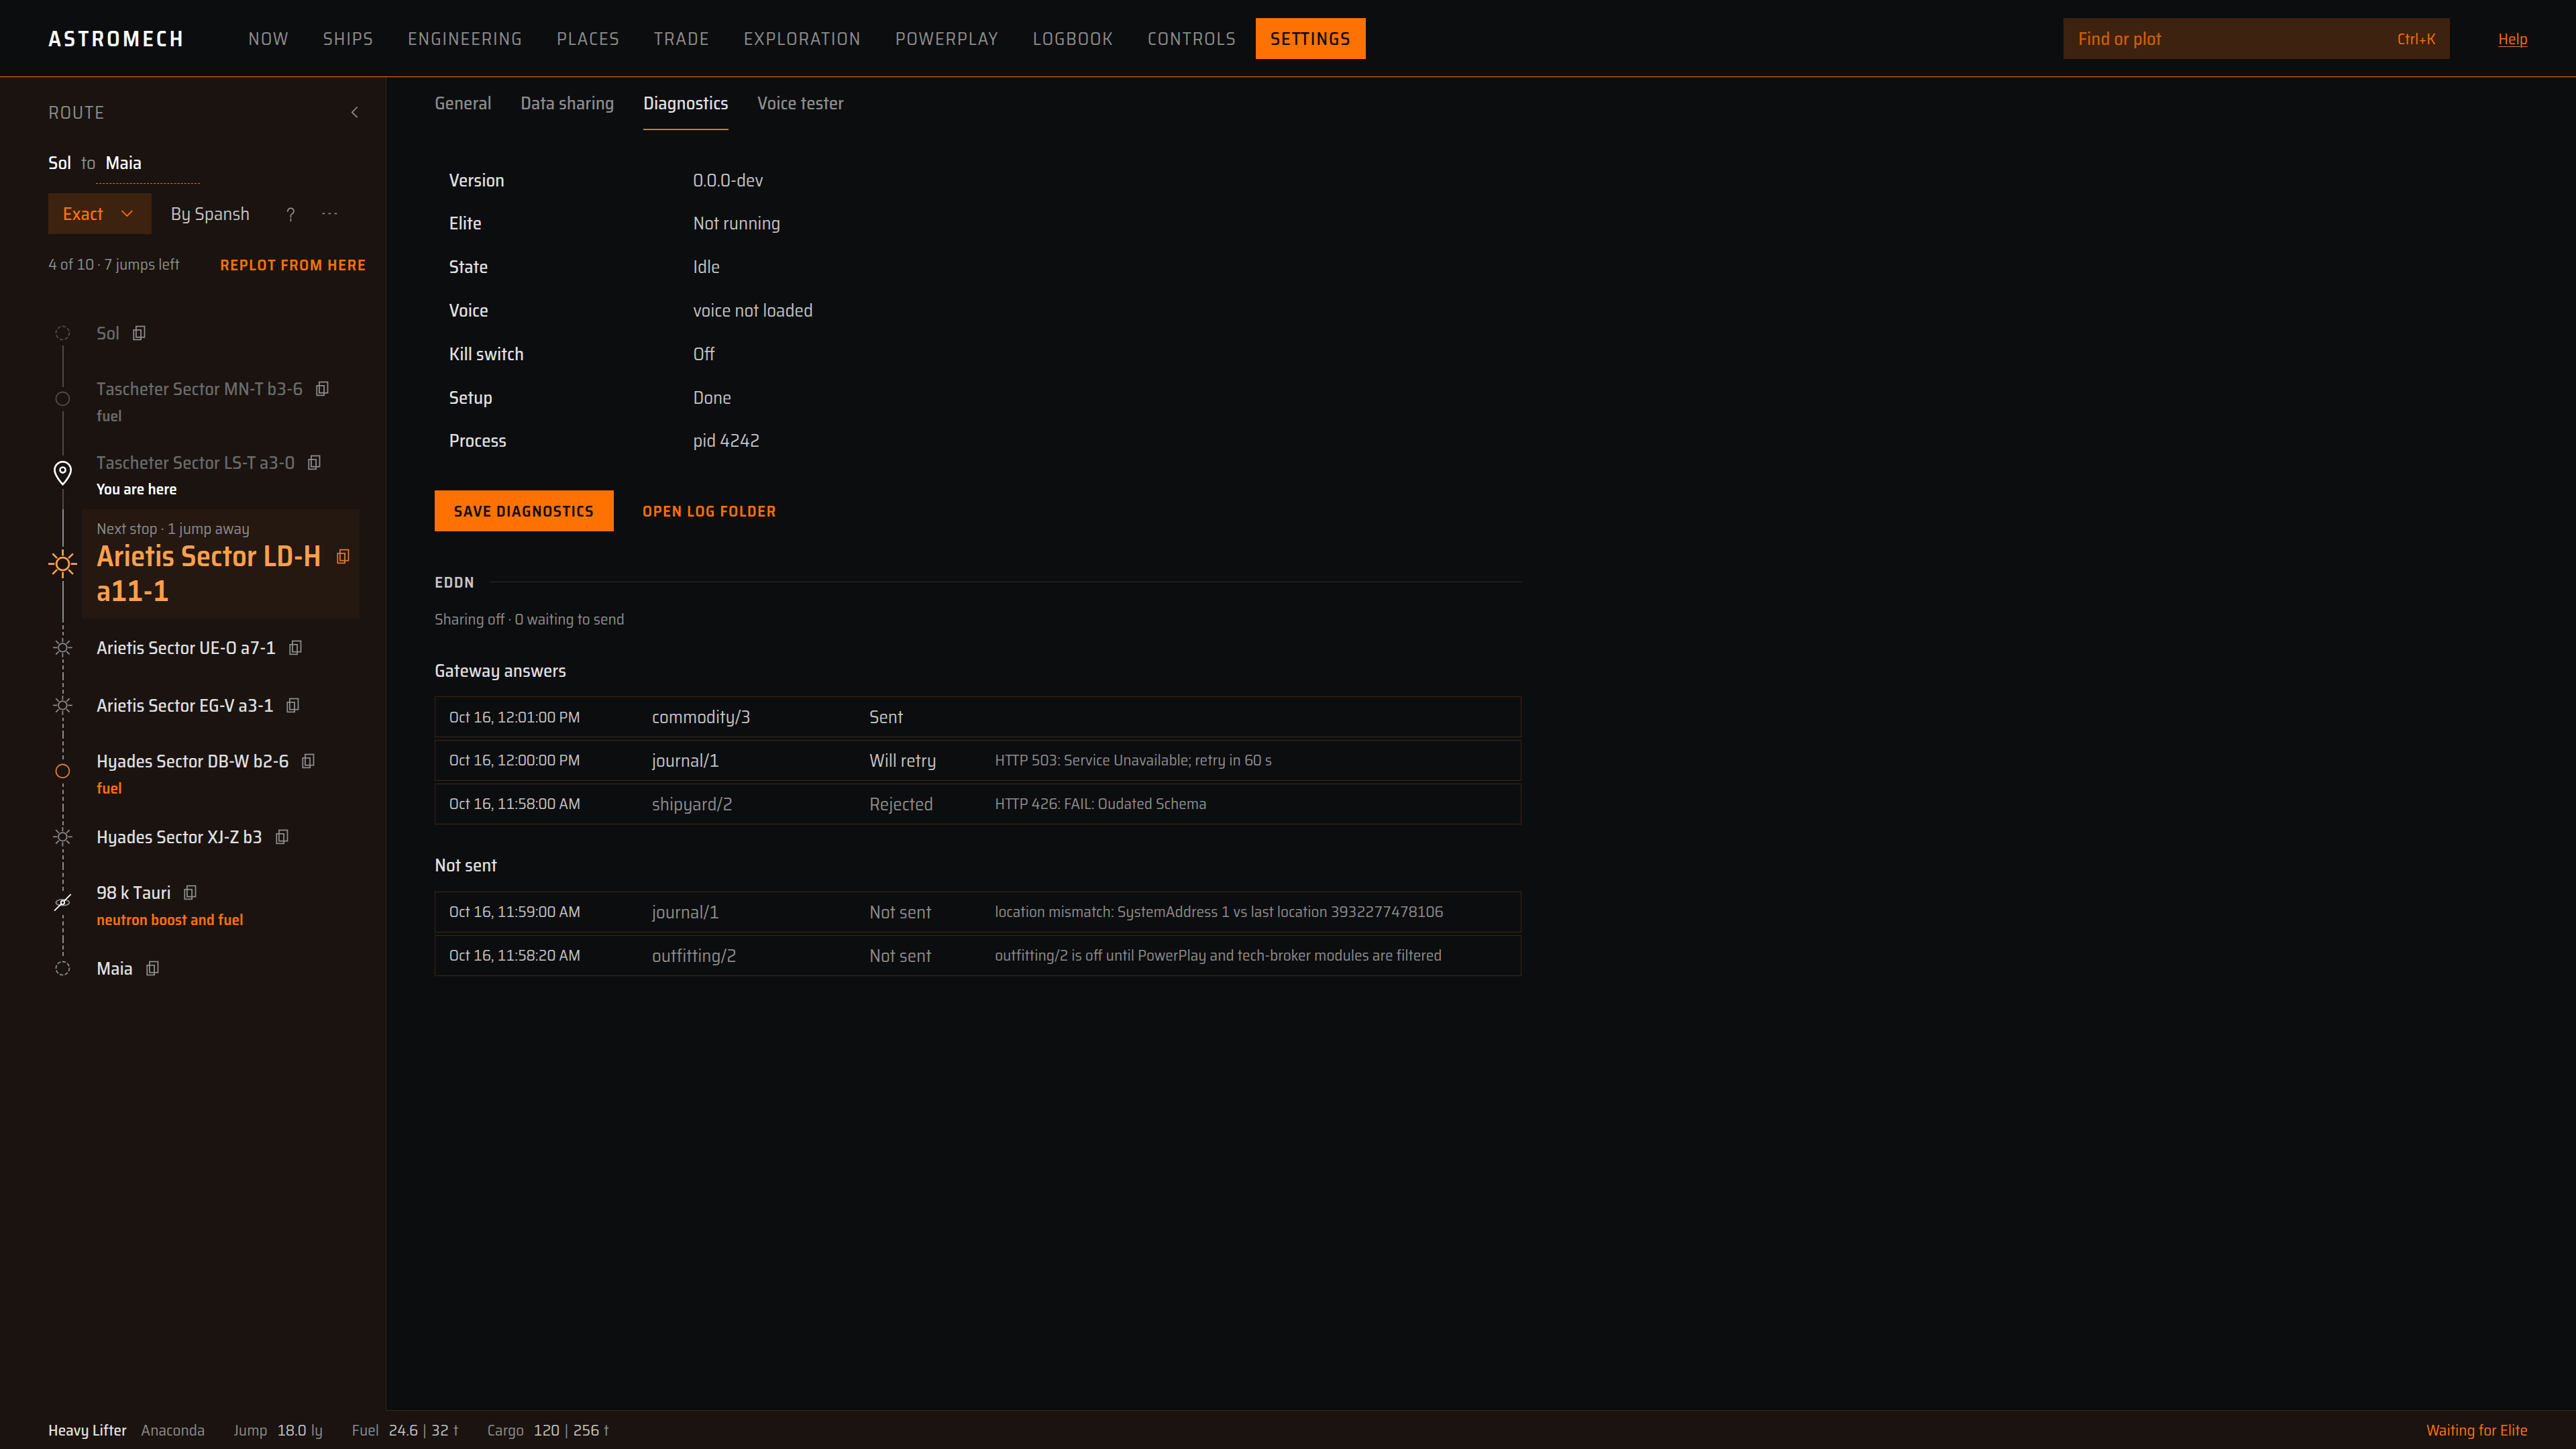 ASTROMECH NOW SHIPS ENGINEERING PLACES TRADE EXPLORATION POWERPLAY LOGBOOK CONTROLS SETTINGS Find or plot Ctrl+K Help
ROUTE
Sol to Maia
Exact By Spansh ? ···
4 of 10 · 7 jumps left REPLOT FROM HERE
Sol
Tascheter Sector MN-T b3-6
fuel
Tascheter Sector LS-T a3-0
You are here
Next stop · 1 jump away
Arietis Sector LD-H
a11-1
Arietis Sector UE-O a7-1
Arietis Sector EG-V a3-1
Hyades Sector DB-W b2-6
fuel
Hyades Sector XJ-Z b3
98 k Tauri
neutron boost and fuel
Maia
General Data sharing Diagnostics Voice tester
Version 0.0.0-dev
Elite Not running
State Idle
Voice voice not loaded
Kill switch Off
Setup Done
Process pid 4242
SAVE DIAGNOSTICS OPEN LOG FOLDER
EDDN
Sharing off · 0 waiting to send
Gateway answers
Oct 16, 12:01:00 PM commodity/3 Sent
Oct 16, 12:00:00 PM journal/1 Will retry HTTP 503: Service Unavailable; retry in 60 s
Oct 16, 11:58:00 AM shipyard/2 Rejected HTTP 426: FAIL: Oudated Schema
Not sent
Oct 16, 11:59:00 AM journal/1 Not sent location mismatch: SystemAddress 1 vs last location 3932277478106
Oct 16, 11:58:20 AM outfitting/2 Not sent outfitting/2 is off until PowerPlay and tech-broker modules are filtered
Heavy Lifter Anaconda Jump 18.0 ly Fuel 24.6 | 32 t Cargo 120 | 256 t Waiting for Elite